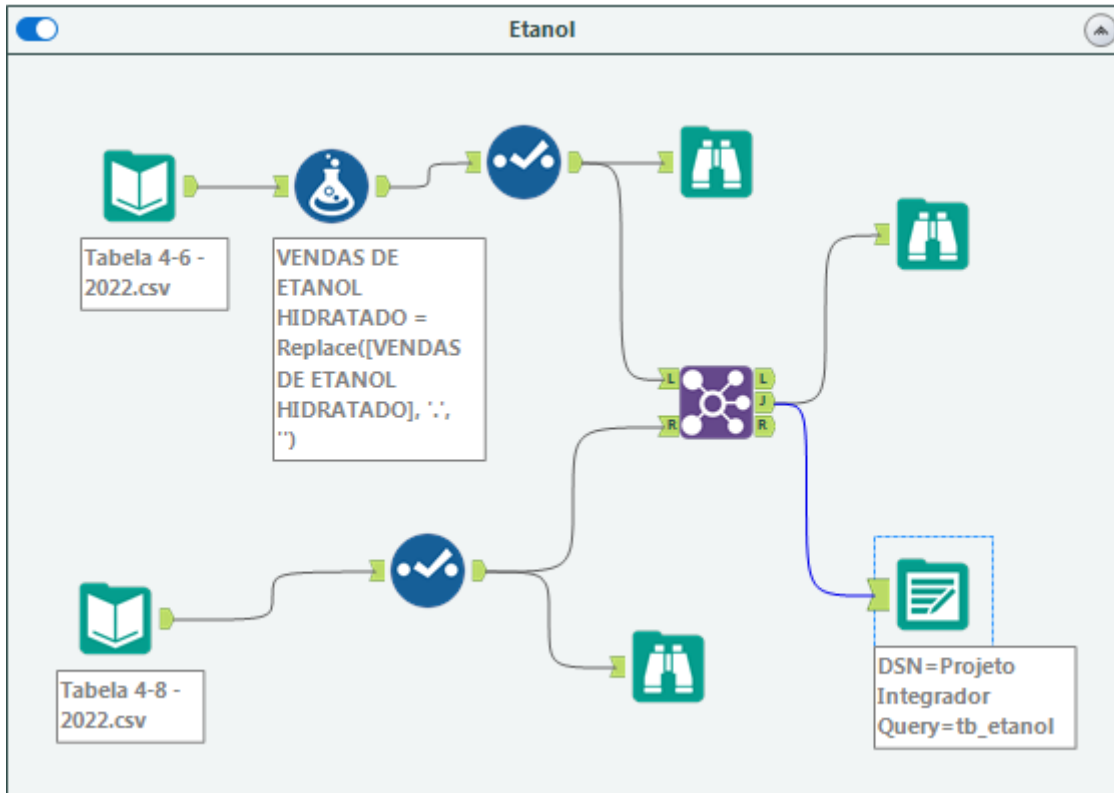 Etanol
Tabela 4-6 -
2022.csv
VENDAS DE
ETANOL
HIDRATADO =
Replace([VENDAS
DE ETANOL
HIDRATADO], '.',
'')
L
R
L
J
R
Tabela 4-8 -
2022.csv
DSN=Projeto
Integrador
Query=tb_etanol